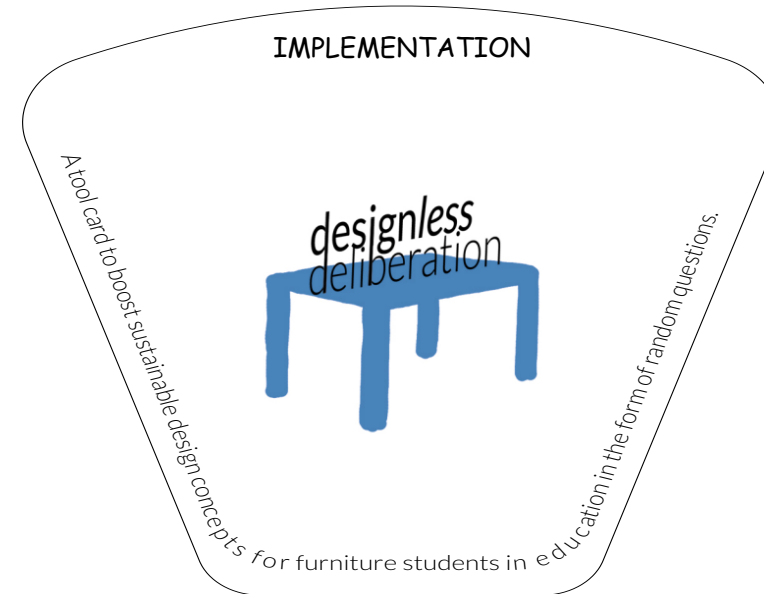 IMPLEMENTATION
designless
deliberation
A tool card to boost sustainable design concepts for furniture students in education in the form of random questions.